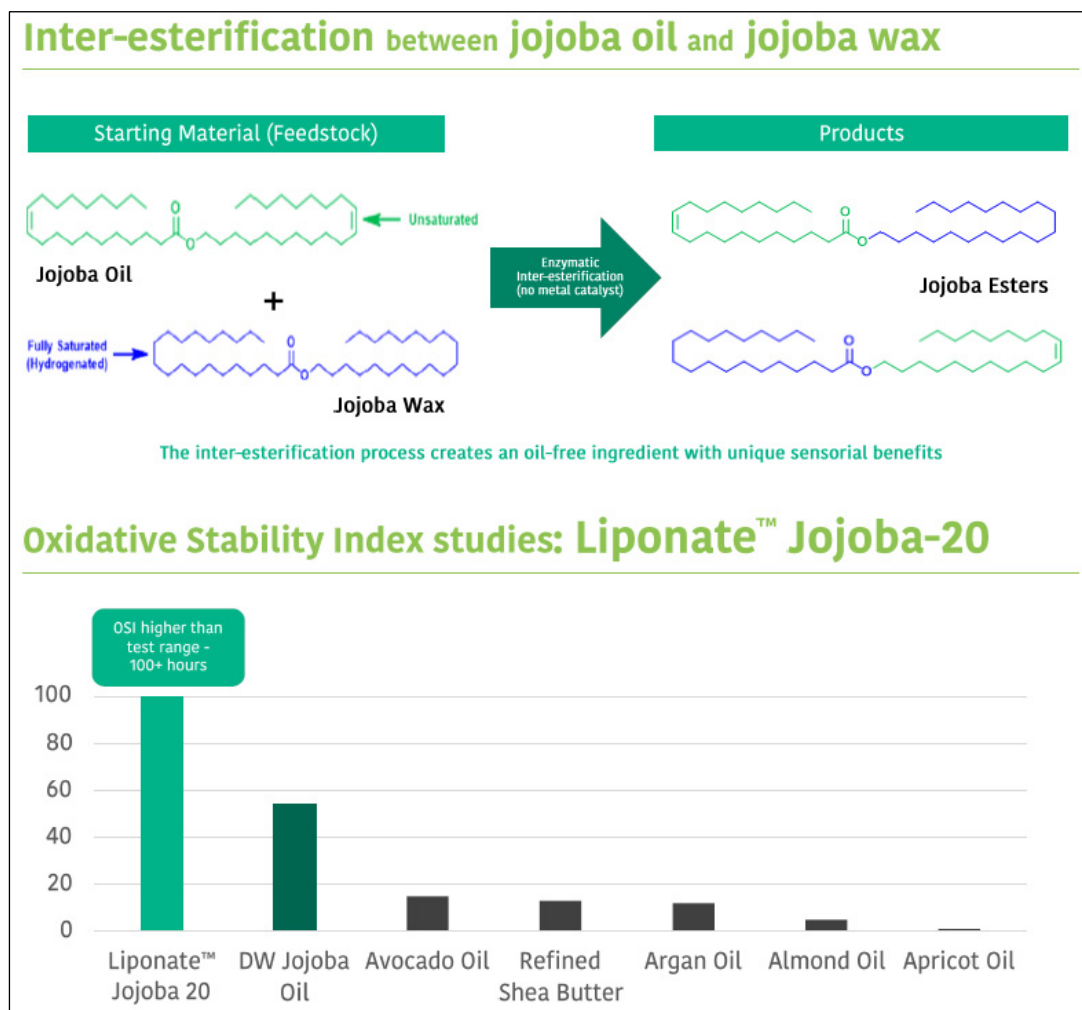 Inter-esterification between jojoba oil and jojoba wax
Starting Material (Feedstock)
Products
O
O
Unsaturated
Jojoba Oil
+
Enzymatic
Inter-esterification
(no metal catalyst)
O
O
Jojoba Esters
Fully Saturated
(Hydrogenated)
O
O
Jojoba Wax
O
O
The inter-esterification process creates an oil-free ingredient with unique sensorial benefits
Oxidative Stability Index studies: Liponate™ Jojoba-20
OSI higher than
test range -
100+ hours
100
80
60
40
20
0
Liponate™
Jojoba 20
DW Jojoba
Oil
Avocado Oil
Refined
Shea Butter
Argan Oil
Almond Oil
Apricot Oil